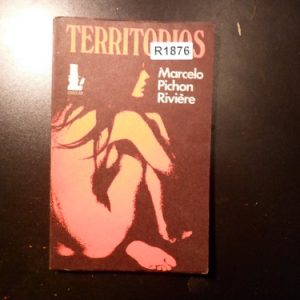 TERRITORIOS
R1876
Marcelo
Pichon
Rivière